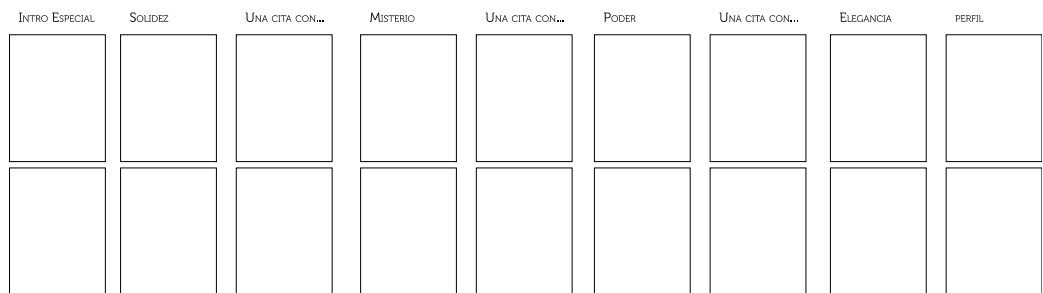 Intro Especial
Solidez
Una cita con...
Misterio
Una cita con...
Poder
Una cita con...
Elegancia
perfil